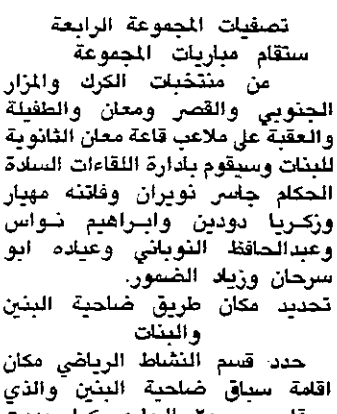 تصفيات المجموعة الرابعة
ستقام مباريات المجموعة
من منتخبات الكرك والمزار
الجنوبي والقصر ومعان والطفيلة
والعقبة على ملاعب قاعة معان الثانوية
للبنات وسيقوم بادارة اللقاءات السادة
الحكام جاسر نويران وفاتنه مهيار
وزكريا دودين وابراهيم نواس
وعبدالحافظ النوباني وعياده ابو
سرحان وزياد الضمور.
تحديد مكان طريق ضاحية البنين
والبنات
حدد قسم النشاط الرياضي مكان
اقامة سباق ضاحية البنين والذي